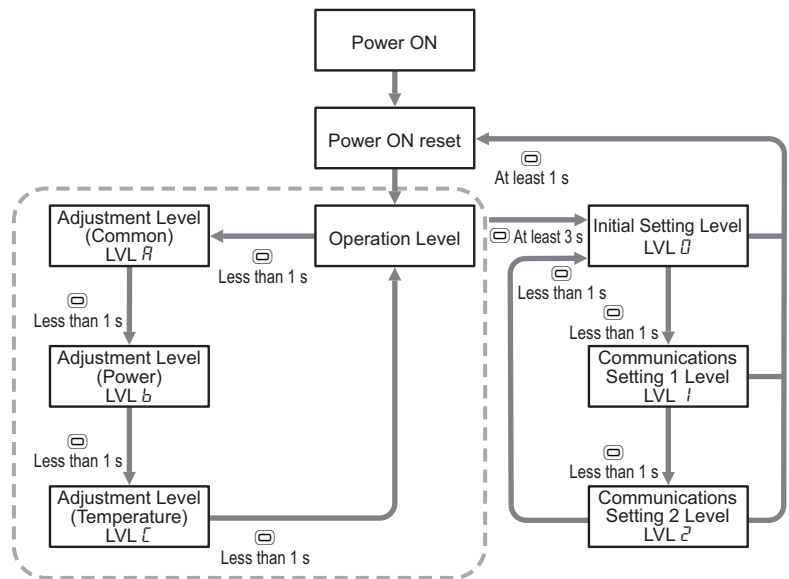 Power ON
Power ON reset
At least 1 s
Adjustment Level
(Common)
LVL A
Operation Level
Less than 1 s
At least 3 s
Initial Setting Level
LVL 0
Less than 1 s
Less than 1 s
Less than 1 s
Adjustment Level
(Power)
LVL b
Communications
Setting 1 Level
LVL 1
Less than 1 s
Less than 1 s
Adjustment Level
(Temperature)
LVL C
Less than 1 s
Communications
Setting 2 Level
LVL 2